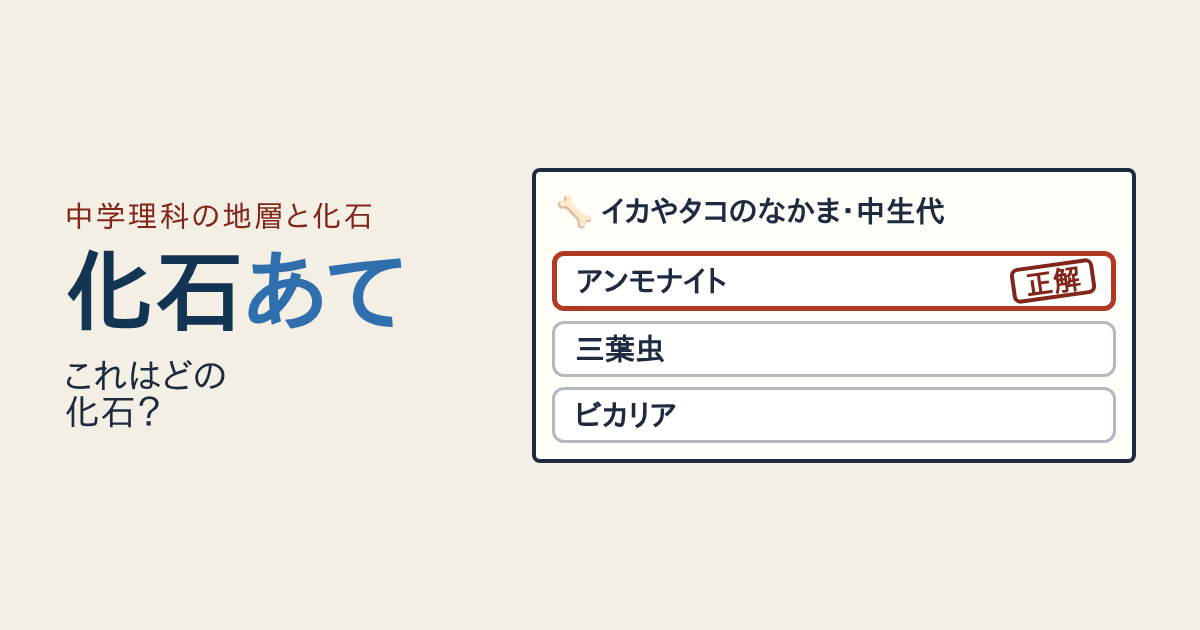 中学理科の地層と化石
化石あて
これはどの
化石？
イカやタコのなかま・中生代
アンモナイト
正解
三葉虫
ビカリア